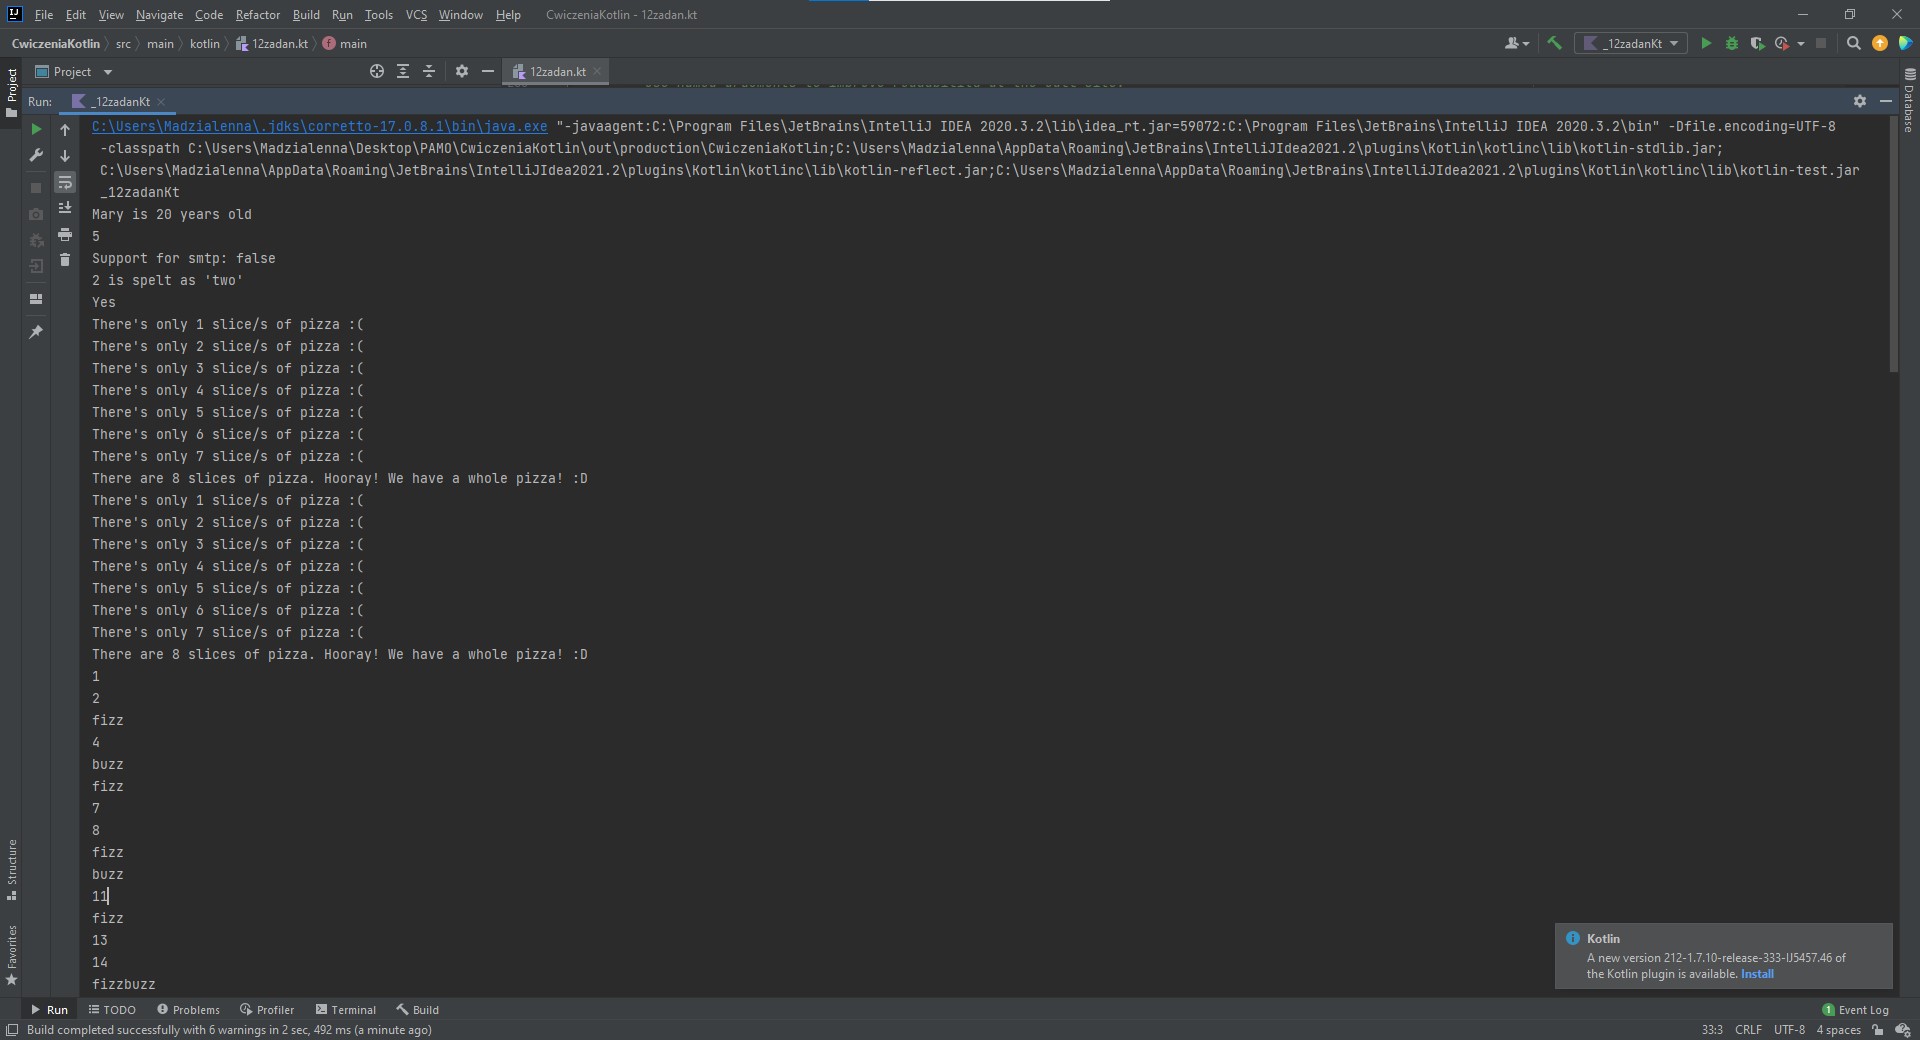 File Edit View Navigate Code Refactor Build Run Tools VCS Window Help CwiczeniaKotlin - 12zadan.kt
CwiczeniaKotlin src main kotlin 12zadan.kt main _12zadanKt
Project 12zadan.kt
Run: _12zadanKt
C:\Users\Madzialenna\.jdks\corretto-17.0.8.1\bin\java.exe "-javaagent:C:\Program Files\JetBrains\IntelliJ IDEA 2020.3.2\lib\idea_rt.jar=59072:C:\Program Files\JetBrains\IntelliJ IDEA 2020.3.2\bin" -Dfile.encoding=UTF-8
-classpath C:\Users\Madzialenna\Desktop\PAMO\CwiczeniaKotlin\out\production\CwiczeniaKotlin;C:\Users\Madzialenna\AppData\Roaming\JetBrains\IntelliJIdea2021.2\plugins\Kotlin\kotlinc\lib\kotlin-stdlib.jar;
C:\Users\Madzialenna\AppData\Roaming\JetBrains\IntelliJIdea2021.2\plugins\Kotlin\kotlinc\lib\kotlin-reflect.jar;C:\Users\Madzialenna\AppData\Roaming\JetBrains\IntelliJIdea2021.2\plugins\Kotlin\kotlinc\lib\kotlin-test.jar
_12zadanKt
Mary is 20 years old
5
Support for smtp: false
2 is spelt as 'two'
Yes
There's only 1 slice/s of pizza :(
There's only 2 slice/s of pizza :(
There's only 3 slice/s of pizza :(
There's only 4 slice/s of pizza :(
There's only 5 slice/s of pizza :(
There's only 6 slice/s of pizza :(
There's only 7 slice/s of pizza :(
There are 8 slices of pizza. Hooray! We have a whole pizza! :D
There's only 1 slice/s of pizza :(
There's only 2 slice/s of pizza :(
There's only 3 slice/s of pizza :(
There's only 4 slice/s of pizza :(
There's only 5 slice/s of pizza :(
There's only 6 slice/s of pizza :(
There's only 7 slice/s of pizza :(
There are 8 slices of pizza. Hooray! We have a whole pizza! :D
1
2
fizz
4
buzz
fizz
7
8
fizz
buzz
11
fizz
13
14
fizzbuzz
Project
Structure
Favorites
Database
Kotlin
A new version 212-1.7.10-release-333-IJ5457.46 of
the Kotlin plugin is available. Install
Run TODO Problems Profiler Terminal Build 1 Event Log
Build completed successfully with 6 warnings in 2 sec, 492 ms (a minute ago) 33:3 CRLF UTF-8 4 spaces